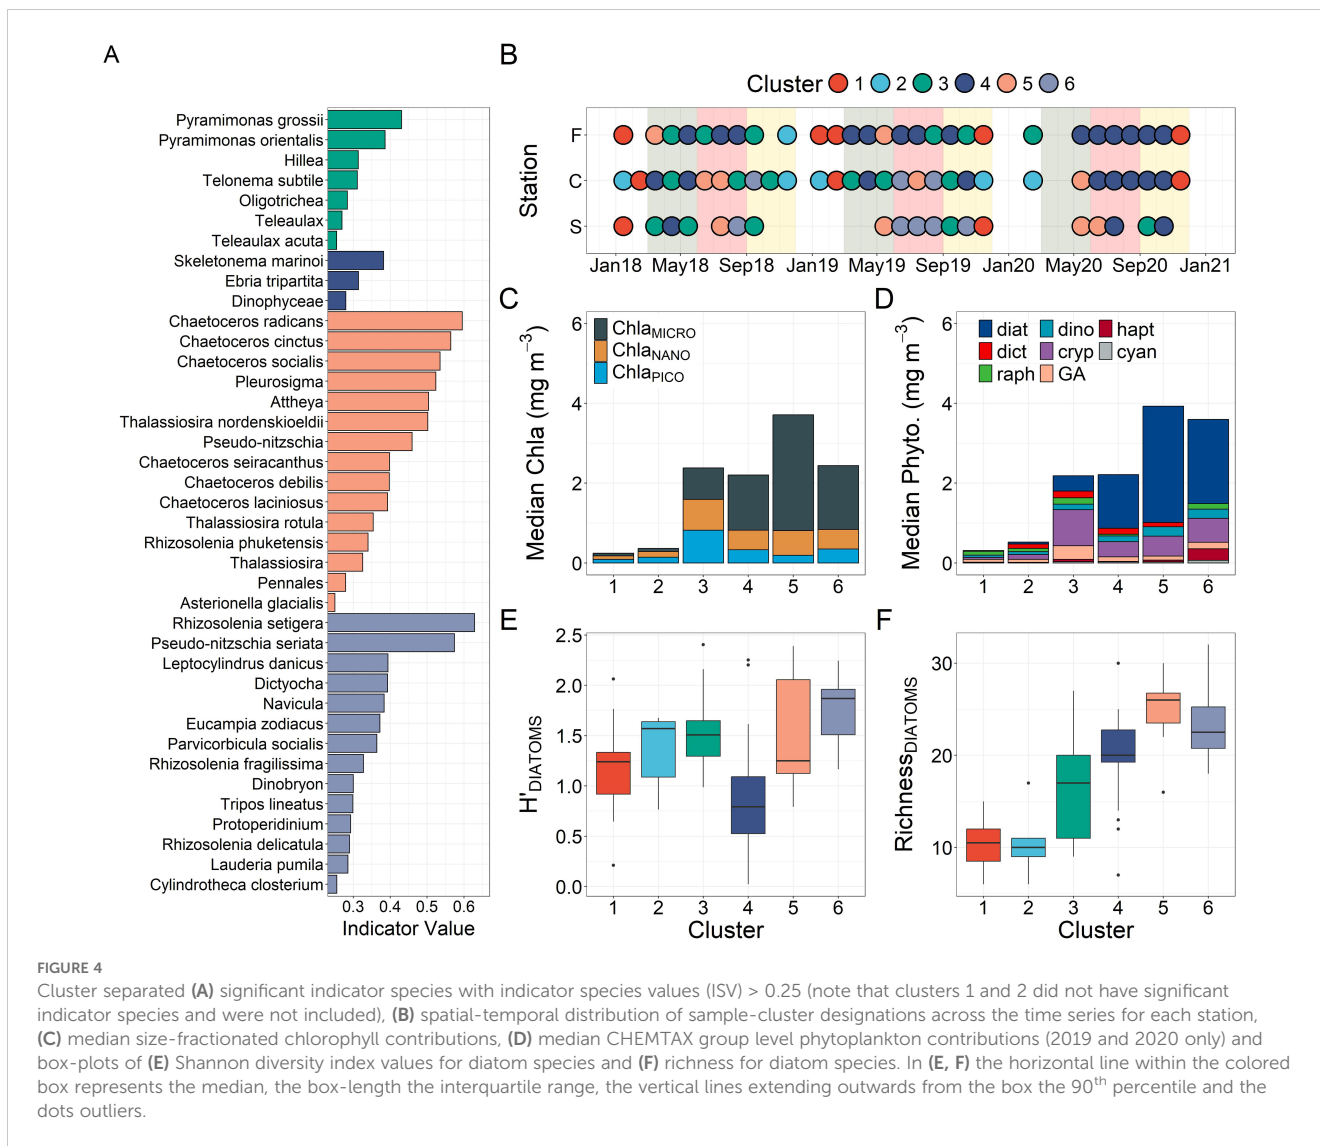 A
Pyramimonas grossii
Pyramimonas orientalis
Hillea
Telonema subtile
Oligotrichea
Teleaulax
Teleaulax acuta
Skeletonema marinoi
Ebria tripartita
Dinophyceae
Chaetoceros radicans
Chaetoceros cinctus
Chaetoceros socialis
Pleurosigma
Attheya
Thalassiosira nordenskioeldii
Pseudo-nitzschia
Chaetoceros seiracanthus
Chaetoceros debilis
Chaetoceros laciniosus
Thalassiosira rotula
Rhizosolenia phuketensis
Thalassiosira
Pennales
Asterionella glacialis
Rhizosolenia setigera
Pseudo-nitzschia seriata
Leptocylindrus danicus
Dictyocha
Navicula
Eucampia zodiacus
Parvicorbicula socialis
Rhizosolenia fragilissima
Dinobryon
Tripos lineatus
Protoperidinium
Rhizosolenia delicatula
Lauderia pumila
Cylindrotheca closterium
0.3 0.4 0.5 0.6
Indicator Value
B
Cluster 1 2 3 4 5 6
Station
F
C
S
Jan18 May18 Sep18 Jan19 May19 Sep19 Jan20 May20 Sep20 Jan21
C
Median Chla (mg m⁻³)
6
4
2
0
Chla_MICRO
Chla_NANO
Chla_PICO
1 2 3 4 5 6
D
Median Phyto. (mg m⁻³)
6
4
2
0
diat dino hapt
dict cryp cyan
raph GA
1 2 3 4 5 6
E
H'_DIATOMS
2.5
2.0
1.5
1.0
0.5
0.0
1 2 3 4 5 6
Cluster
F
Richness_DIATOMS
30
20
10
1 2 3 4 5 6
Cluster
FIGURE 4
Cluster separated (A) significant indicator species with indicator species values (ISV) > 0.25 (note that clusters 1 and 2 did not have significant
indicator species and were not included), (B) spatial-temporal distribution of sample-cluster designations across the time series for each station,
(C) median size-fractionated chlorophyll contributions, (D) median CHEMTAX group level phytoplankton contributions (2019 and 2020 only) and
box-plots of (E) Shannon diversity index values for diatom species and (F) richness for diatom species. In (E, F) the horizontal line within the colored
box represents the median, the box-length the interquartile range, the vertical lines extending outwards from the box the 90th percentile and the
dots outliers.